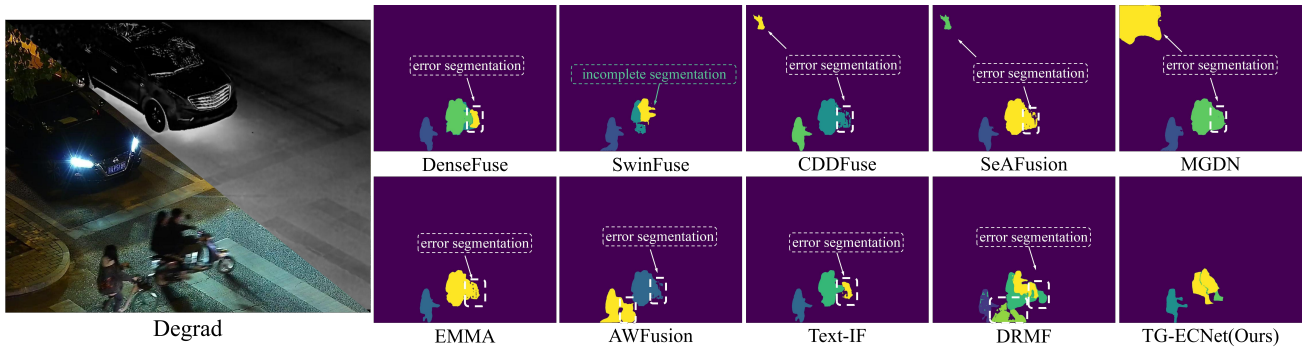 error segmentation
incomplete segmentation
error segmentation
error segmentation
error segmentation
DenseFuse
SwinFuse
CDDFuse
SeAFusion
MGDN
error segmentation
error segmentation
error segmentation
error segmentation
Degrad
EMMA
AWFusion
Text-IF
DRMF
TG-ECNet(Ours)